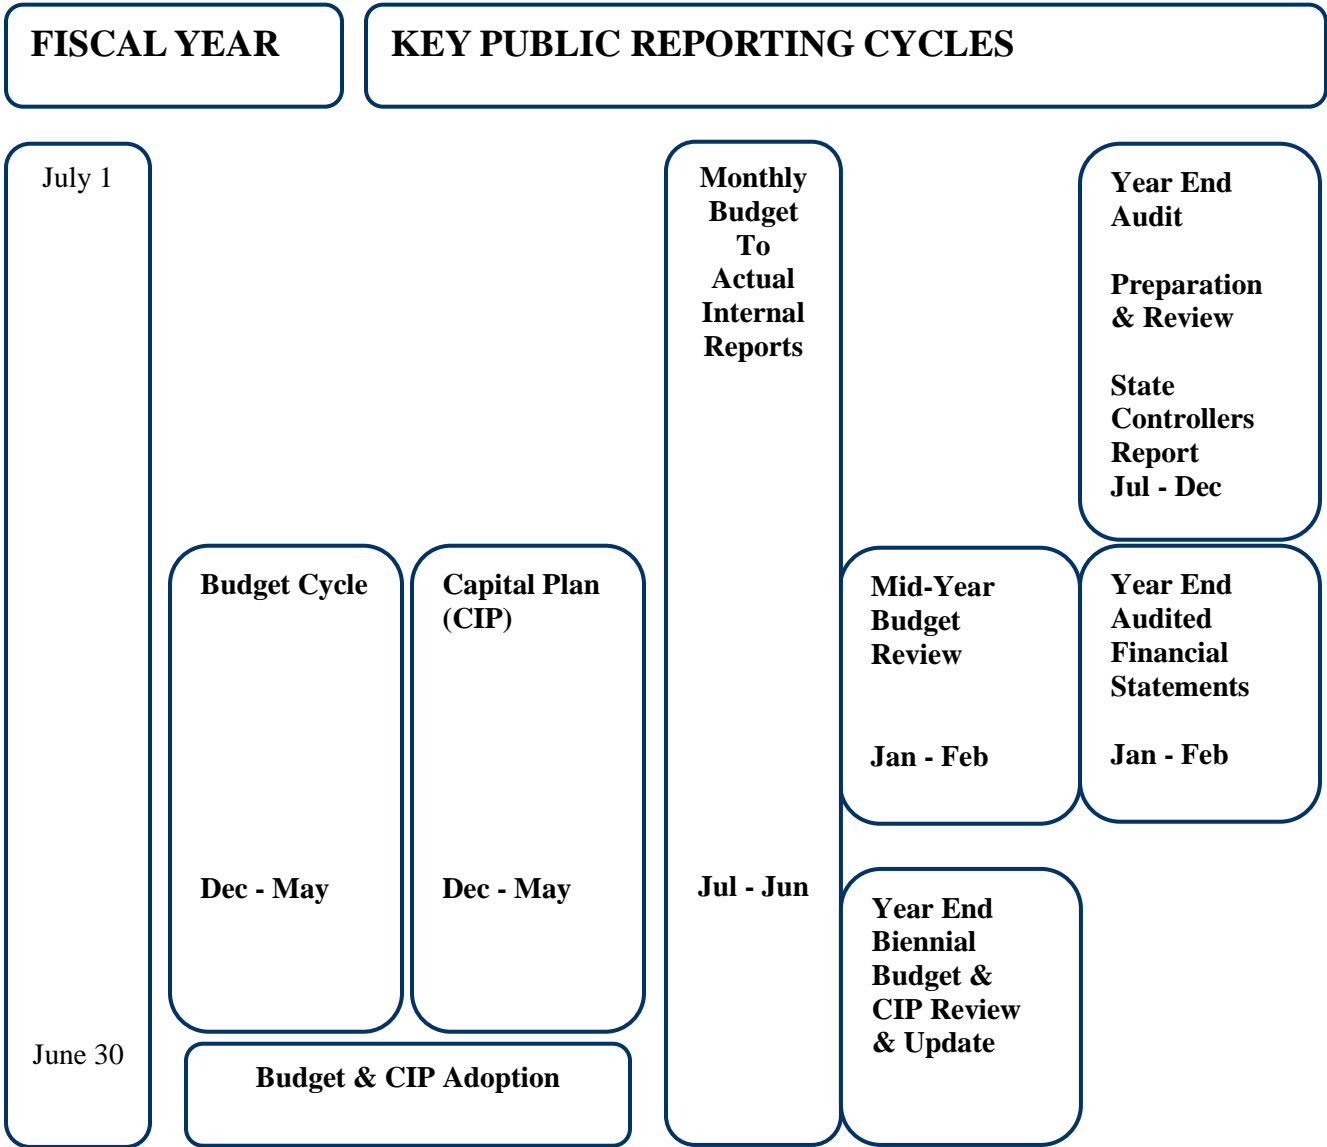 FISCAL YEAR
KEY PUBLIC REPORTING CYCLES
July 1
June 30
Budget Cycle
Dec - May
Capital Plan
(CIP)
Dec - May
Budget & CIP Adoption
Monthly
Budget
To
Actual
Internal
Reports
Jul - Jun
Mid-Year
Budget
Review
Jan - Feb
Year End
Biennial
Budget &
CIP Review
& Update
Year End
Audit
Preparation
& Review
State
Controllers
Report
Jul - Dec
Year End
Audited
Financial
Statements
Jan - Feb